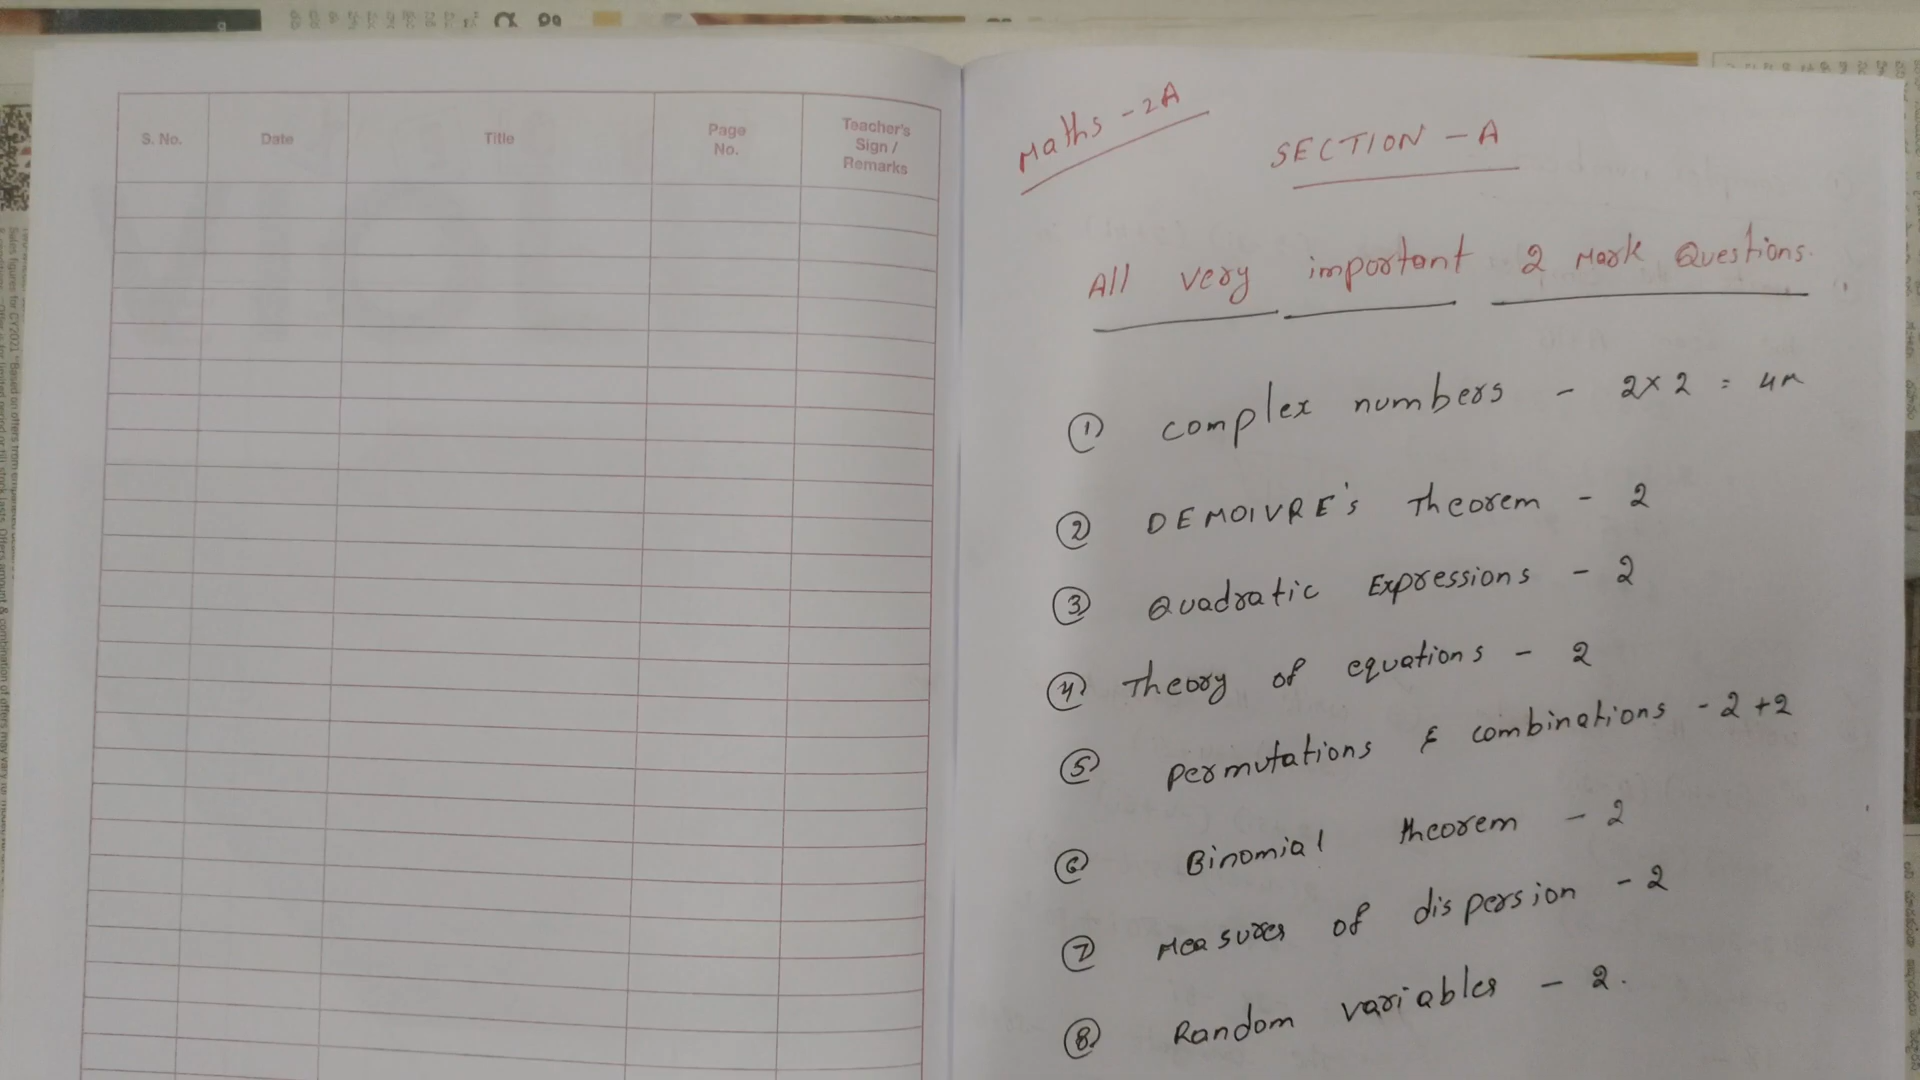 S. No. Date Title Page No. Teacher's Sign / Remarks
Maths - 2A
SECTION - A
All very important 2 Mark Questions.
① complex numbers - 2×2 = 4m
② DEMOIVRE's Theorem - 2
③ Quadratic Expressions - 2
④ Theory of equations - 2
⑤ permutations & combinations - 2+2
⑥ Binomial theorem - 2
⑦ Measures of dispersion - 2
⑧ Random variables - 2.